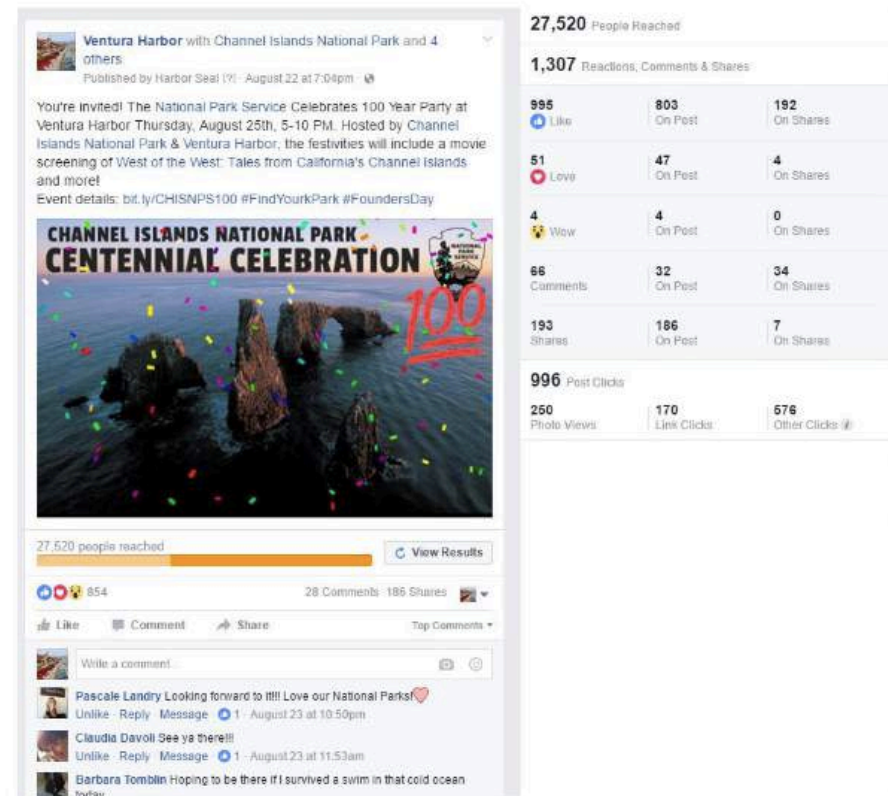 Ventura Harbor with Channel Islands National Park and 4
others
Published by Harbor Seal [?] · August 22 at 7:04pm ·
You're invited! The National Park Service Celebrates 100 Year Party at
Ventura Harbor Thursday, August 25th, 5-10 PM. Hosted by Channel
Islands National Park & Ventura Harbor, the festivities will include a movie
screening of West of the West: Tales from California's Channel Islands
and more!
Event details: bit.ly/CHISNPS100 #FindYourkPark #FoundersDay
CHANNEL ISLANDS NATIONAL PARK
CENTENNIAL CELEBRATION
NATIONAL
PARK
SERVICE
100
27,520 people reached
View Results
854
28 Comments 186 Shares
Like Comment Share
Top Comments
Write a comment...
Pascale Landry Looking forward to it!!! Love our National Parks!
Unlike · Reply · Message · 1 · August 23 at 10:50pm
Claudia Davoli See ya there!!!
Unlike · Reply · Message · 1 · August 23 at 11:53am
Barbara Tomblin Hoping to be there if I survived a swim in that cold ocean
today
27,520 People Reached
1,307 Reactions, Comments & Shares
995 803 192
Like On Post On Shares
51 47 4
Love On Post On Shares
4 4 0
Wow On Post On Shares
66 32 34
Comments On Post On Shares
193 186 7
Shares On Post On Shares
996 Post Clicks
250 170 576
Photo Views Link Clicks Other Clicks